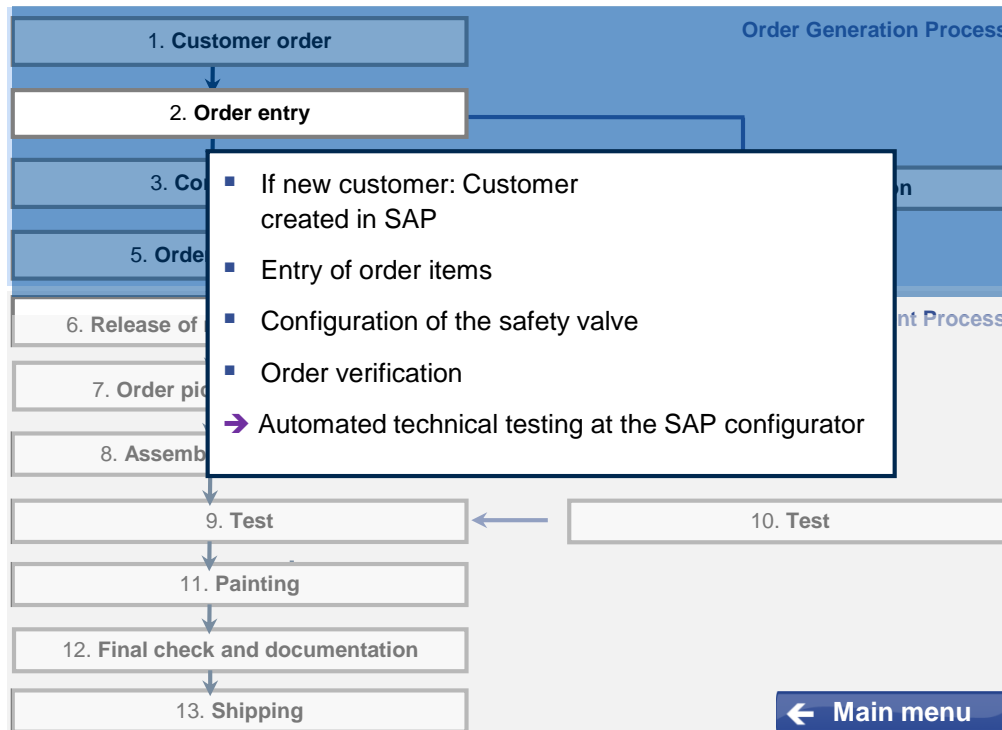 Order Generation Process
1. Customer order
2. Order entry
3.
5.
If new customer: Customer
created in SAP
Entry of order items
Configuration of the safety valve
Order verification
Automated technical testing at the SAP configurator
6. Release of
Process
7. Order
8.
9. Test
10. Test
11. Painting
12. Final check and documentation
13. Shipping
Main menu